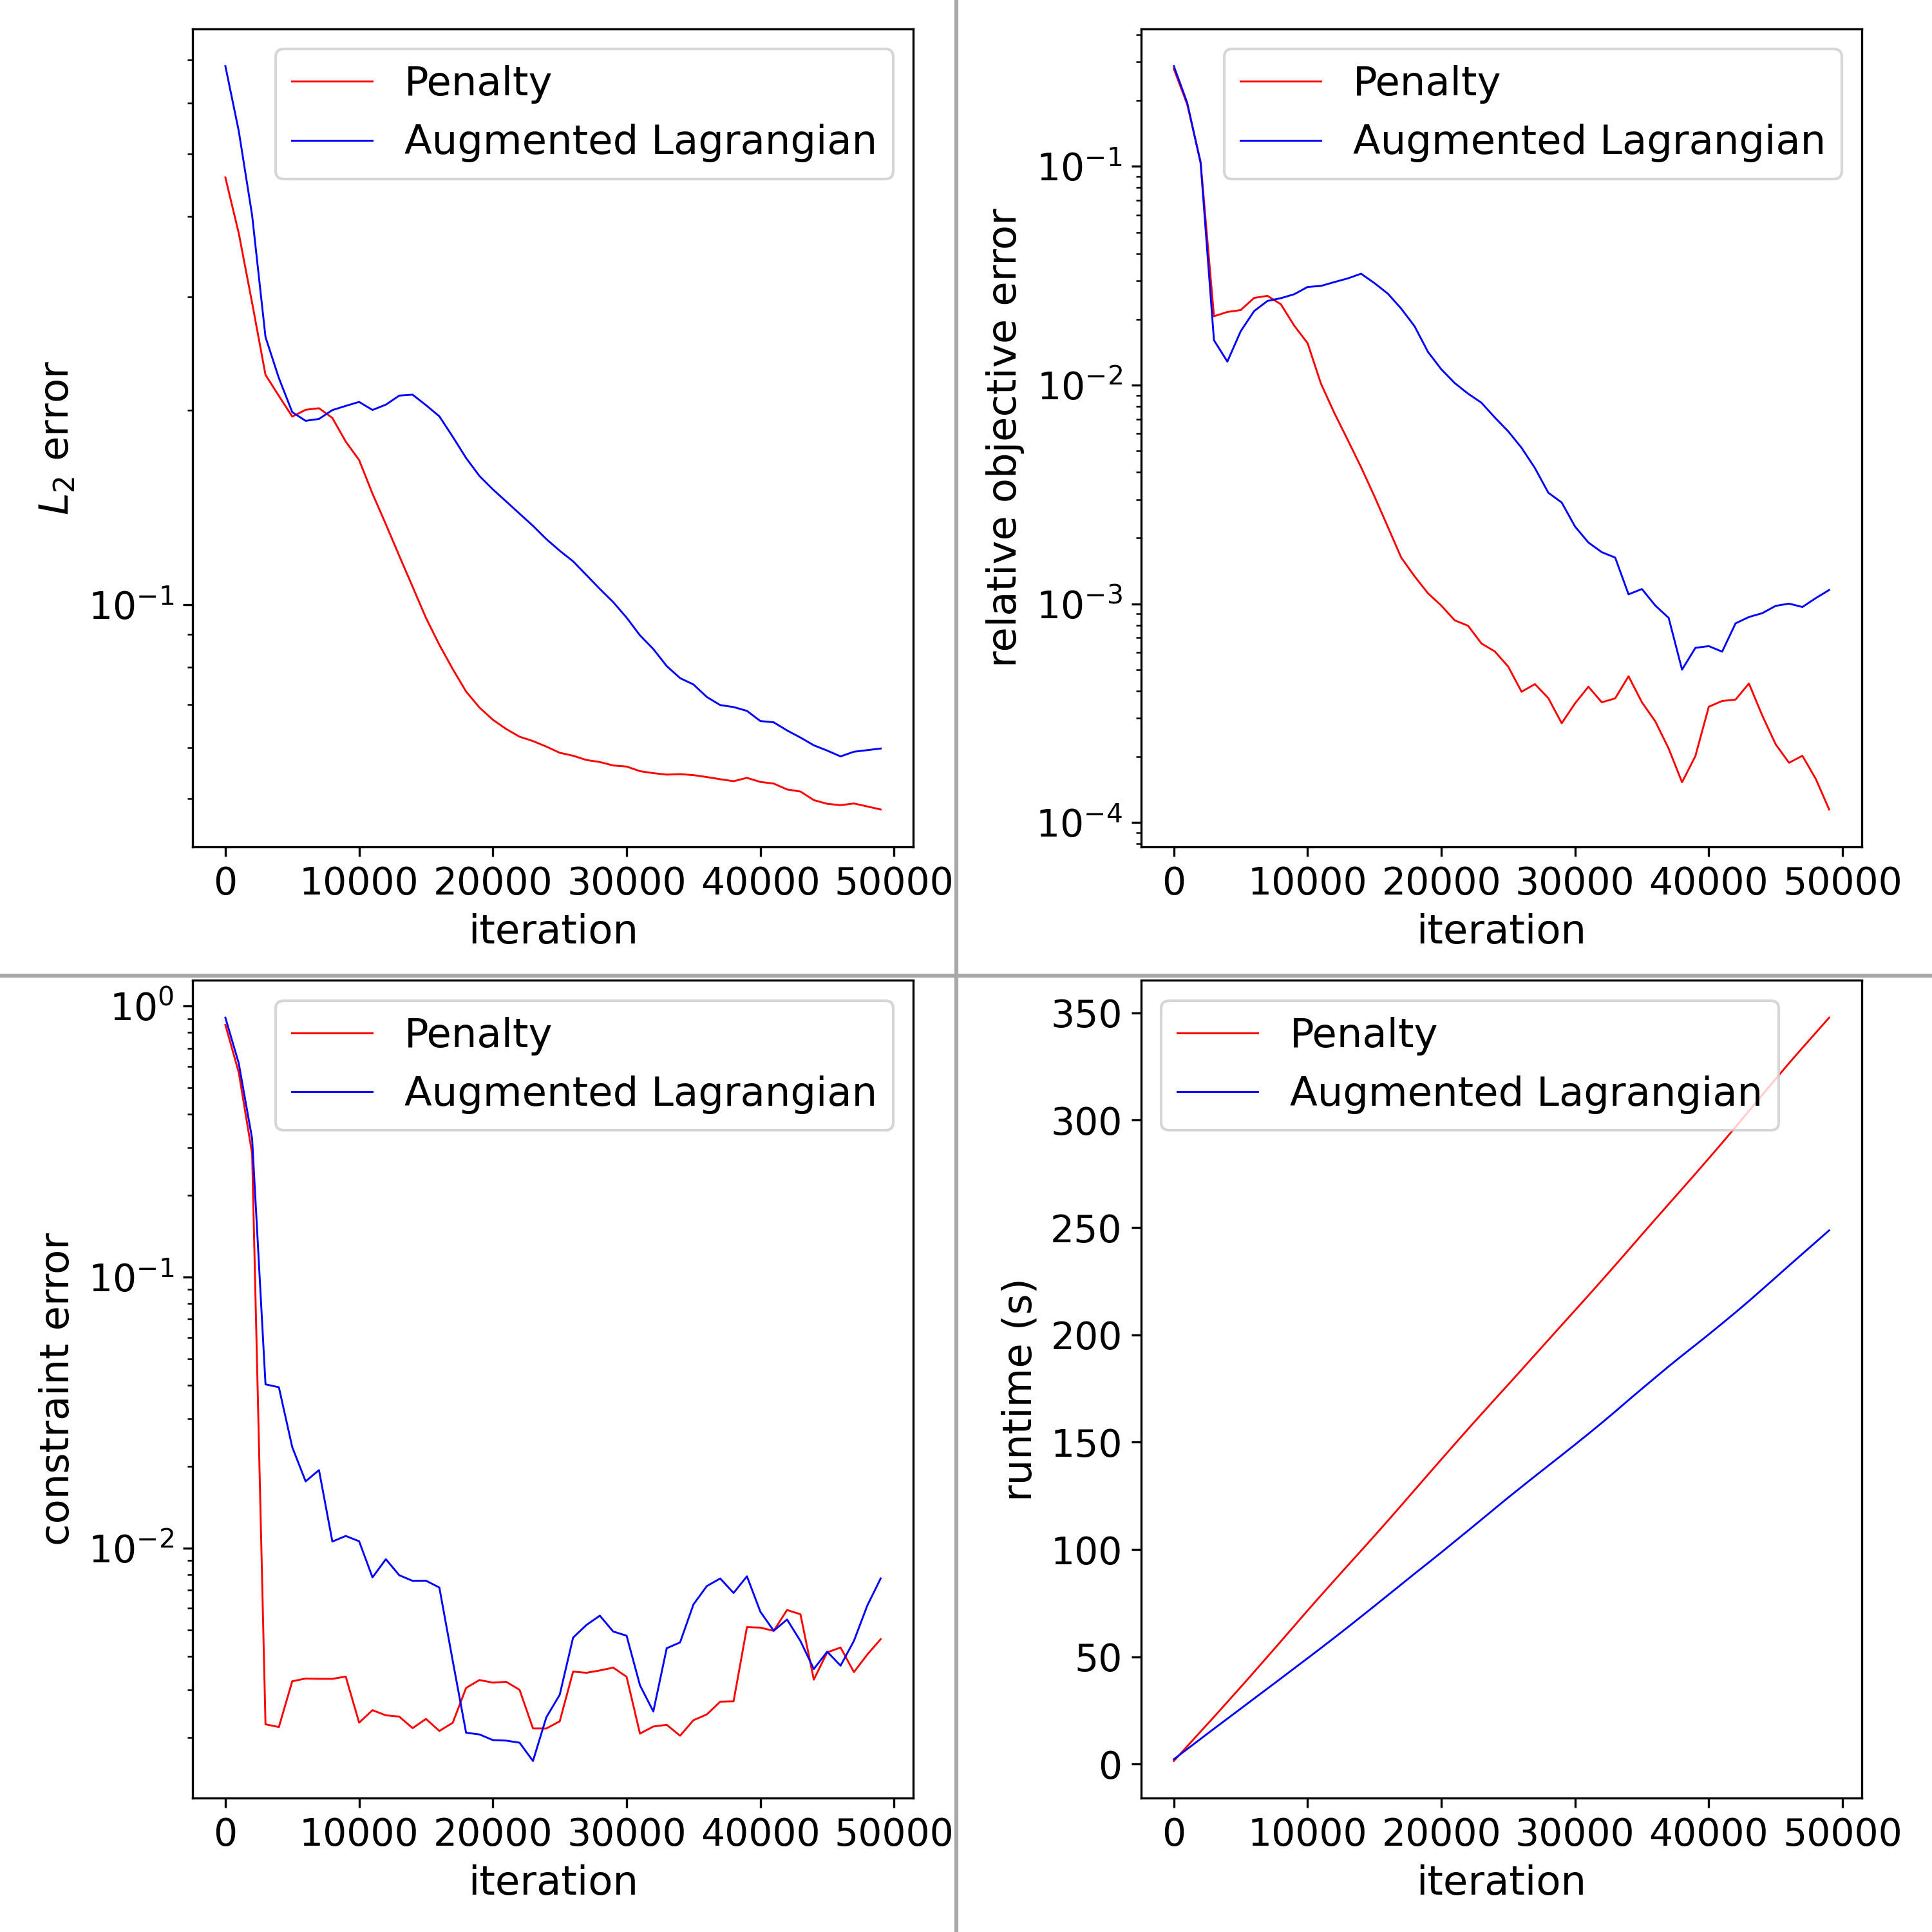 Penalty
Augmented Lagrangian
L₂ error
10⁻¹
0 10000 20000 30000 40000 50000
iteration
Penalty
Augmented Lagrangian
relative objective error
10⁻¹
10⁻²
10⁻³
10⁻⁴
0 10000 20000 30000 40000 50000
iteration
Penalty
Augmented Lagrangian
constraint error
10⁰
10⁻¹
10⁻²
0 10000 20000 30000 40000 50000
iteration
Penalty
Augmented Lagrangian
runtime (s)
350
300
250
200
150
100
50
0
0 10000 20000 30000 40000 50000
iteration